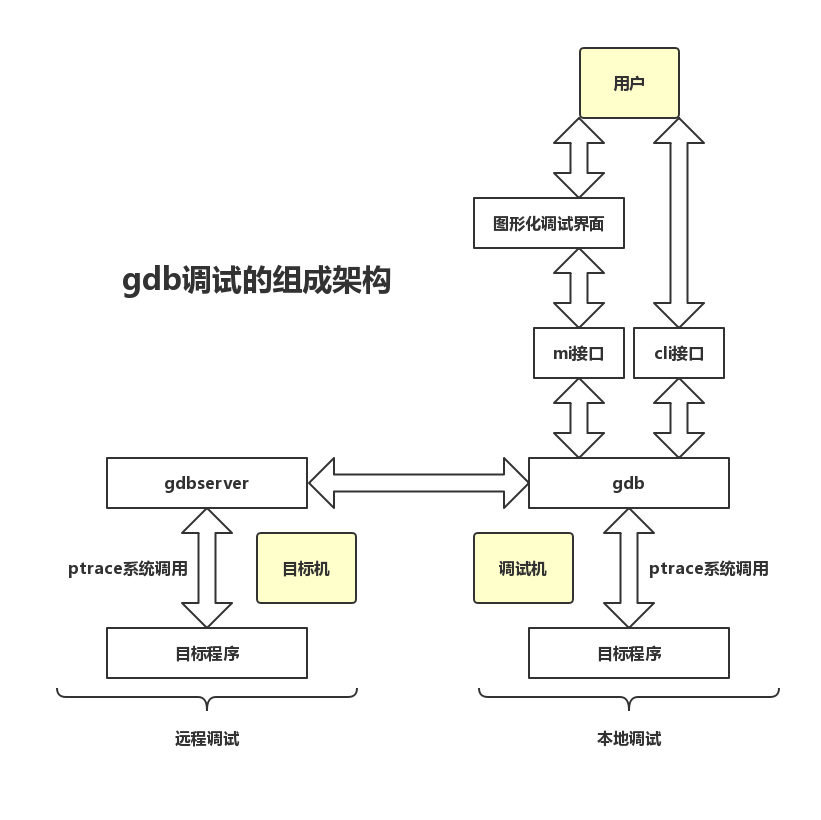 用户
图形化调试界面
gdb调试的组成架构
mi接口
cli接口
gdbserver
gdb
ptrace系统调用
目标机
调试机
ptrace系统调用
目标程序
目标程序
远程调试
本地调试